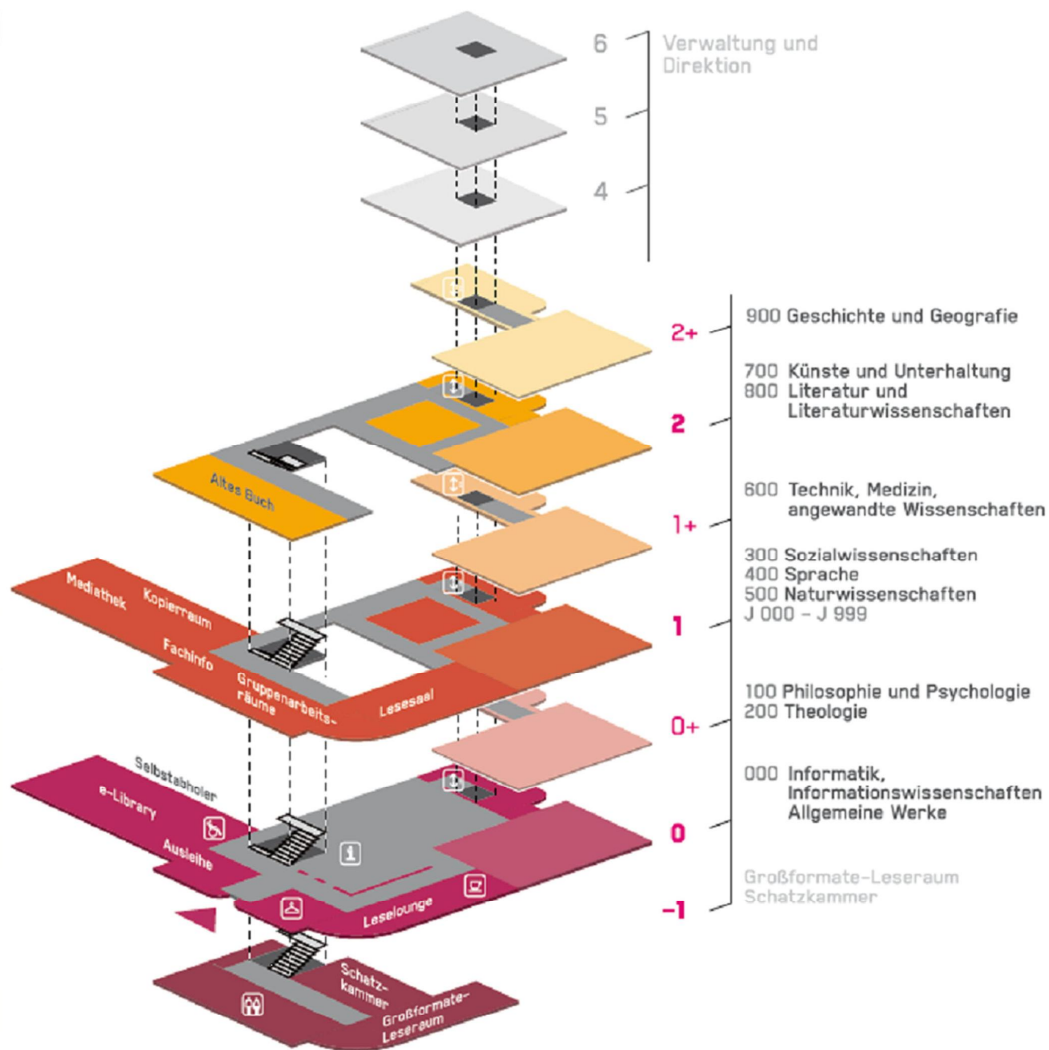 6
Verwaltung und
Direktion
5
4
2+
900 Geschichte und Geografie
700 Künste und Unterhaltung
800 Literatur und
Literaturwissenschaften
2
Altes Buch
600 Technik, Medizin,
angewandte Wissenschaften
1+
300 Sozialwissenschaften
400 Sprache
500 Naturwissenschaften
J 000 – J 999
1
Mediathek
Kopierraum
Fachinfo
Gruppenarbeits-
räume
Lesesaal
100 Philosophie und Psychologie
200 Theologie
0+
000 Informatik,
Informationswissenschaften
Allgemeine Werke
0
Selbstabholer
e-Library
Ausleihe
i
Leselounge
Großformate-Leseraum
Schatzkammer
-1
Schatz-
kammer
Großformate-
Leseraum